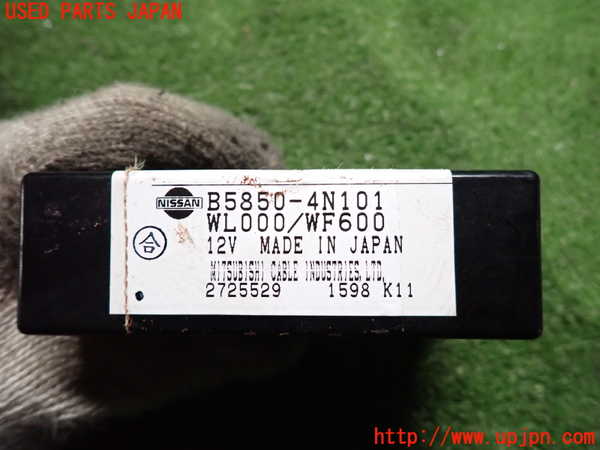 USED PARTS JAPAN
NISSAN B5850-4N101
WL000/WF600
合
12V MADE IN JAPAN
MITSUBISHI CABLE INDUSTRIES,LTD.
2725529 1598 K11
http://www.upjpn.com/